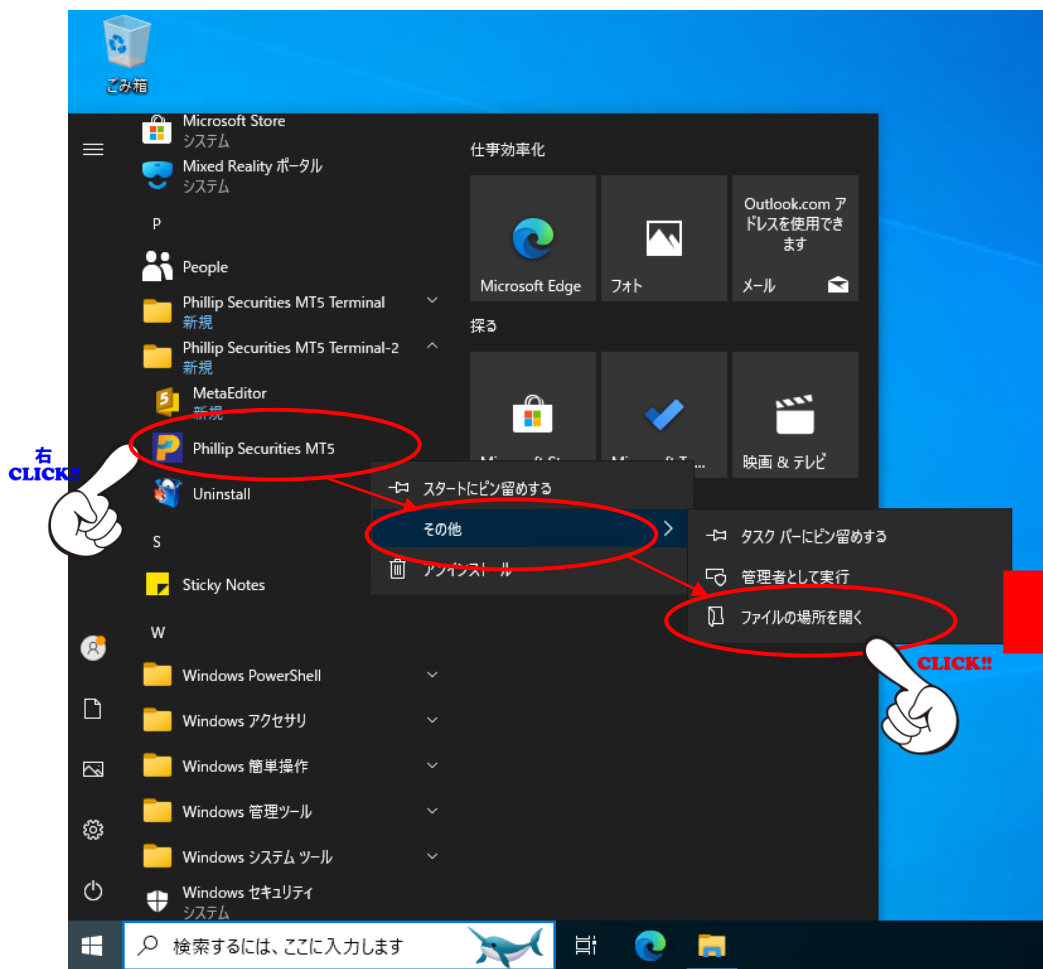 ごみ箱
Microsoft Store
システム
Mixed Reality ポータル
システム
P
People
Phillip Securities MT5 Terminal
新規
Phillip Securities MT5 Terminal-2
新規
MetaEditor
新規
Phillip Securities MT5
Uninstall
S
Sticky Notes
W
Windows PowerShell
Windows アクセサリ
Windows 簡単操作
Windows 管理ツール
Windows システム ツール
Windows セキュリティ
システム
仕事効率化
Microsoft Edge
フォト
Outlook.com ア
ドレスを使用でき
ます
メール
探る
映画 & テレビ
右
CLICK!!
スタートにピン留めする
その他
アンインストール
タスク バーにピン留めする
管理者として実行
ファイルの場所を開く
CLICK!!
検索するには、ここに入力します